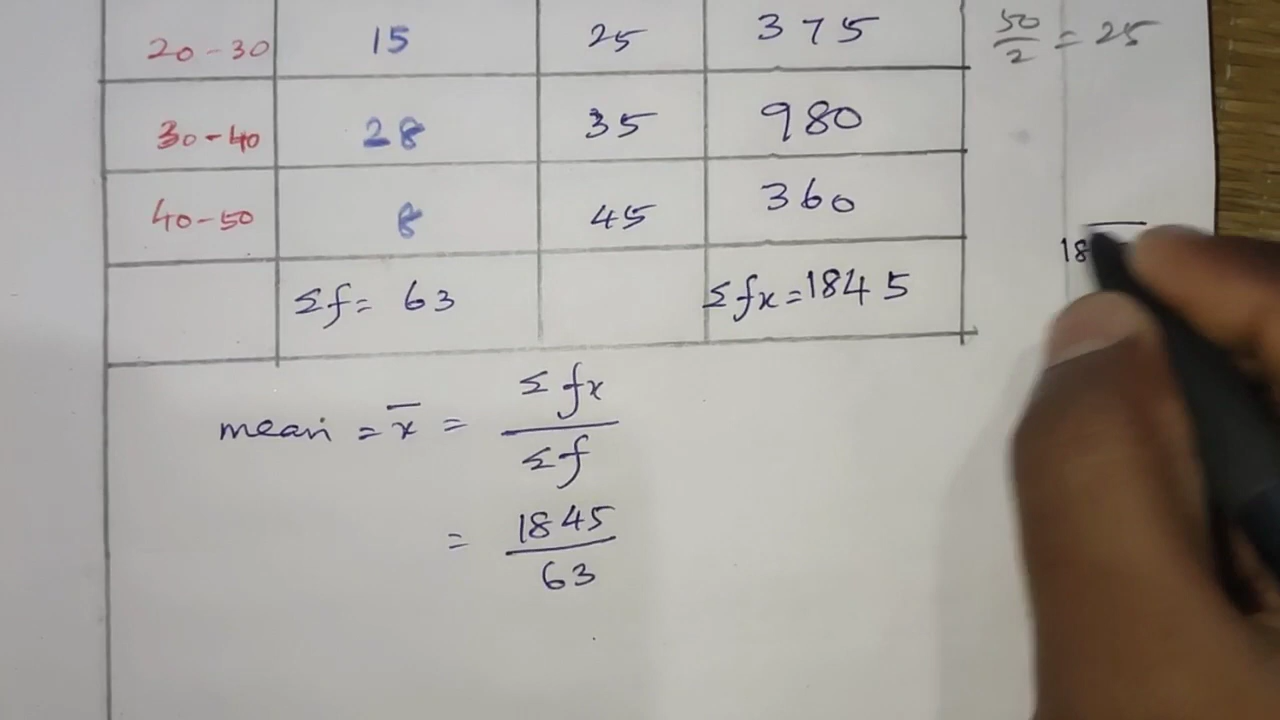 20-30 15 25 375
50/2 = 25
30-40 28 35 980
40-50 8 45 360
18
Σf= 63 Σfx=1845
mean = x̄ = Σfx/Σf
= 1845/63